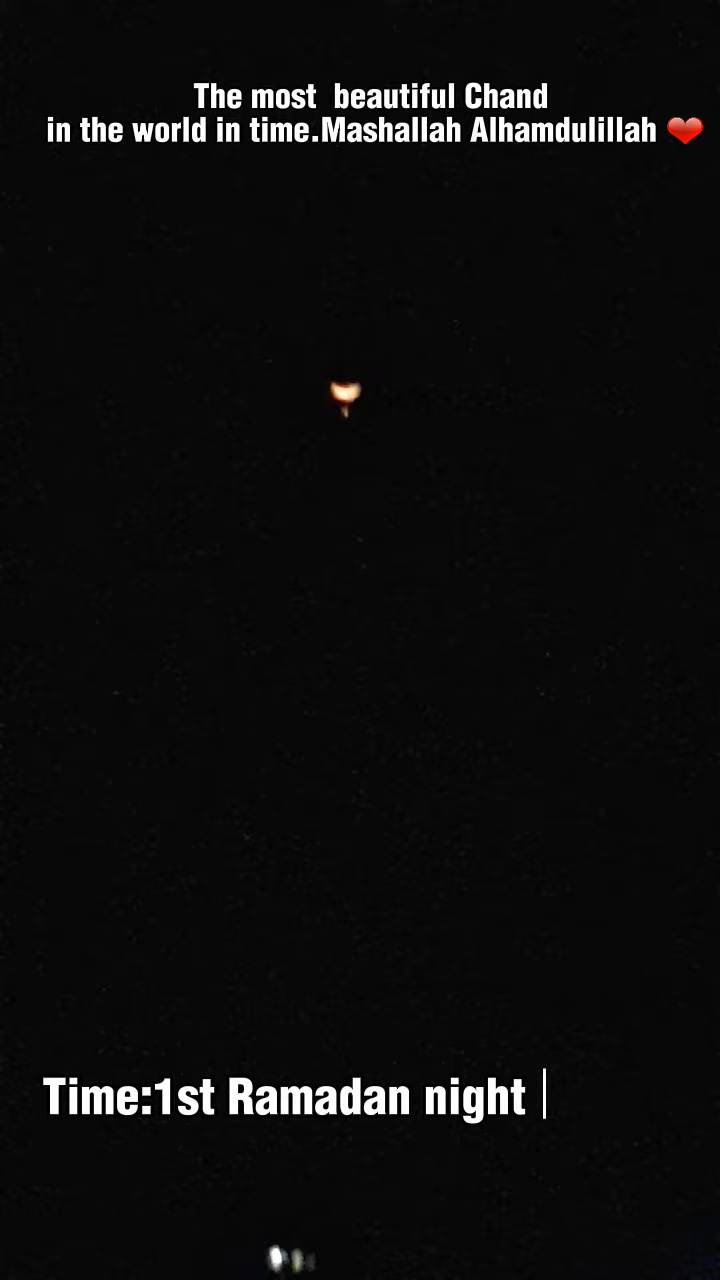 The most  beautiful Chand
in the world in time.Mashallah Alhamdulillah ❤️
Time:1st Ramadan night |